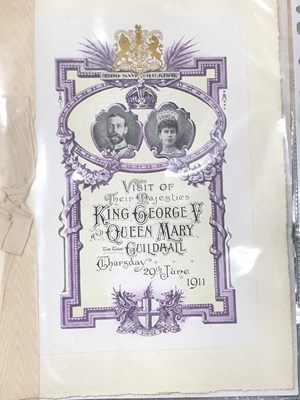 GOD SAVE THE KING
VISIT OF
Their Majesties
KING GEORGE V
AND QUEEN MARY
To the GUILDHALL
Thursday
29th June
1911